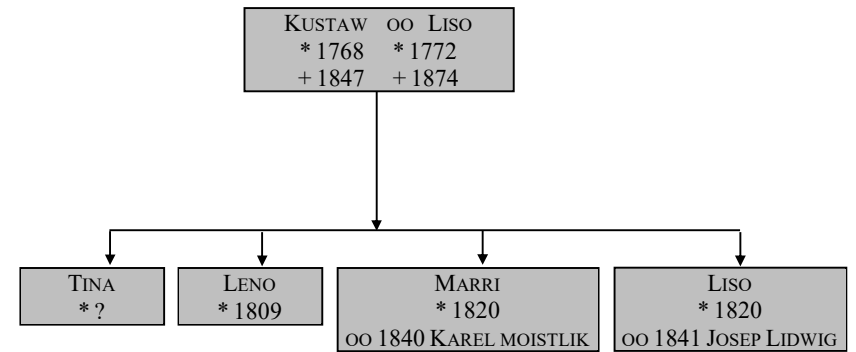 KUSTAW OO LISO
* 1768 * 1772
+ 1847 + 1874
TINA
* ?
LENO
* 1809
MARRI
* 1820
OO 1840 KAREL MOISTLIK
LISO
* 1820
OO 1841 JOSEP LIDWIG